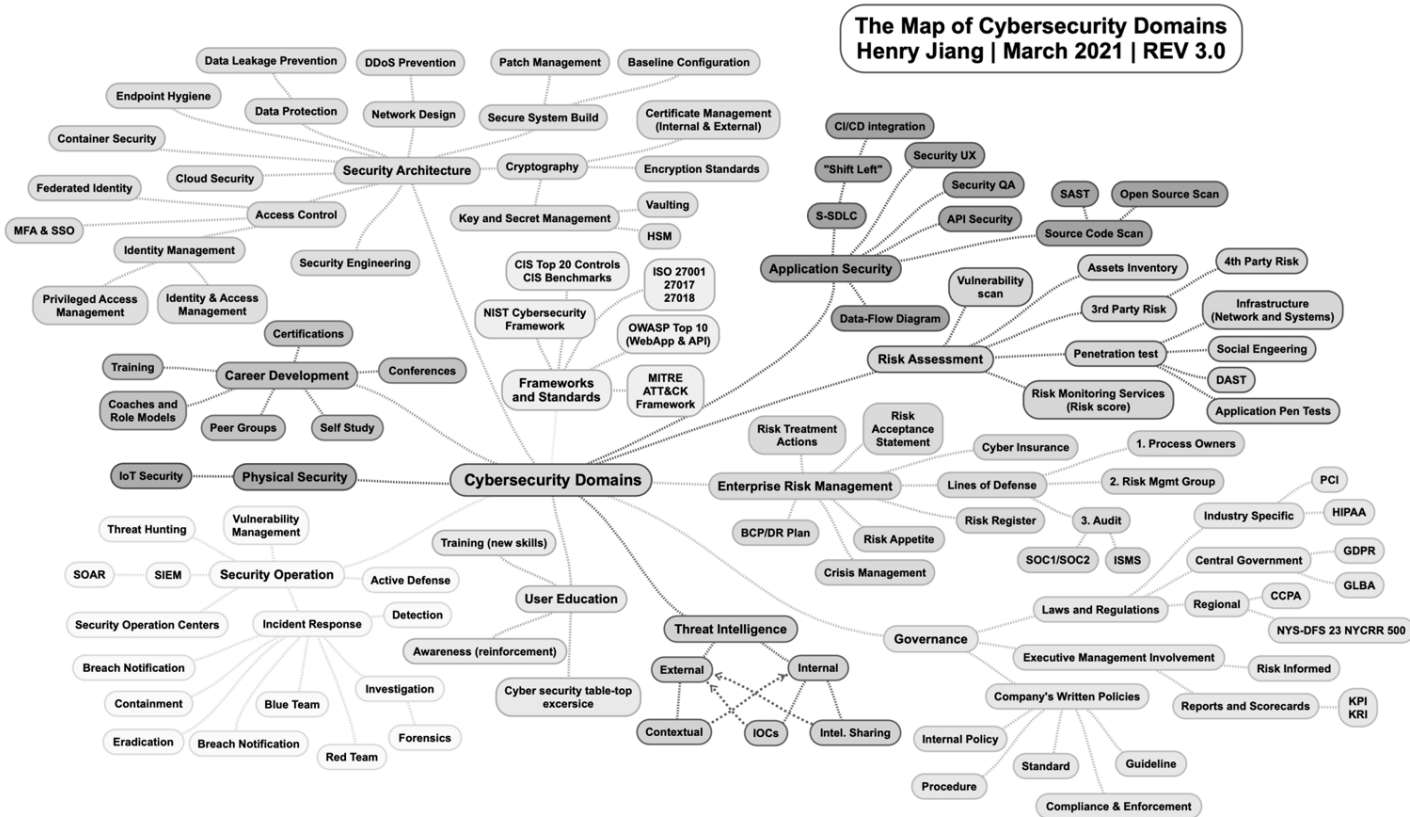 The Map of Cybersecurity Domains
Henry Jiang | March 2021 | REV 3.0
Data Leakage Prevention
DDoS Prevention
Patch Management
Baseline Configuration
Endpoint Hygiene
Data Protection
Network Design
Secure System Build
Certificate Management
(Internal & External)
Container Security
Security Architecture
Cryptography
Encryption Standards
Cloud Security
Federated Identity
Access Control
Key and Secret Management
Vaulting
HSM
MFA & SSO
Identity Management
Security Engineering
Privileged Access
Management
Identity & Access
Management
CI/CD integration
"Shift Left"
Security UX
Security QA
SAST
Open Source Scan
S-SDLC
API Security
Source Code Scan
Application Security
Data-Flow Diagram
CIS Top 20 Controls
CIS Benchmarks
ISO 27001
27017
27018
NIST Cybersecurity
Framework
OWASP Top 10
(WebApp & API)
Frameworks
and Standards
MITRE
ATT&CK
Framework
Vulnerability
scan
Assets Inventory
4th Party Risk
3rd Party Risk
Infrastructure
(Network and Systems)
Risk Assessment
Penetration test
Social Engeering
DAST
Risk Monitoring Services
(Risk score)
Application Pen Tests
Certifications
Training
Career Development
Conferences
Coaches and
Role Models
Peer Groups
Self Study
IoT Security
Physical Security
Cybersecurity Domains
Risk Treatment
Actions
Risk
Acceptance
Statement
Cyber Insurance
1. Process Owners
Enterprise Risk Management
Lines of Defense
2. Risk Mgmt Group
BCP/DR Plan
Risk Appetite
Risk Register
3. Audit
SOC1/SOC2
ISMS
Crisis Management
PCI
Industry Specific
HIPAA
Central Government
GDPR
GLBA
Laws and Regulations
Regional
CCPA
NYS-DFS 23 NYCRR 500
Governance
Executive Management Involvement
Risk Informed
Reports and Scorecards
KPI
KRI
Company's Written Policies
Internal Policy
Procedure
Standard
Guideline
Compliance & Enforcement
Threat Hunting
Vulnerability
Management
SOAR
SIEM
Security Operation
Active Defense
Security Operation Centers
Incident Response
Detection
Breach Notification
Containment
Eradication
Breach Notification
Blue Team
Red Team
Investigation
Forensics
Training (new skills)
User Education
Awareness (reinforcement)
Cyber security table-top
excersice
Threat Intelligence
External
Internal
Contextual
IOCs
Intel. Sharing